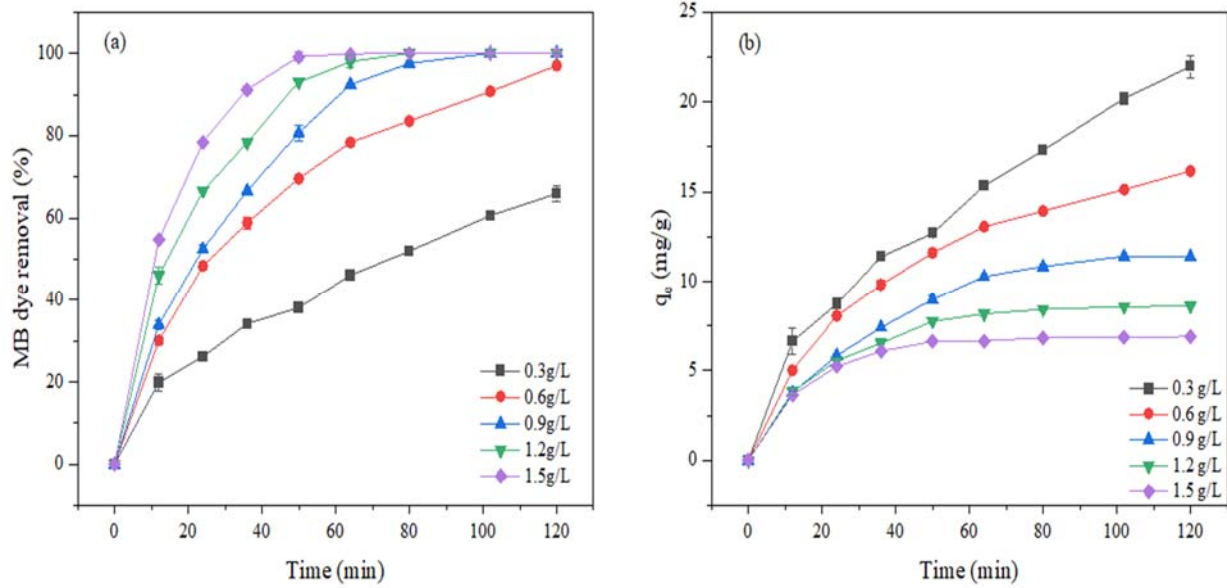 (a)
MB dye removal (%)
100
80
60
40
20
0
0 20 40 60 80 100 120
Time (min)
0.3g/L
0.6g/L
0.9g/L
1.2g/L
1.5g/L
(b)
qe (mg/g)
25
20
15
10
5
0
0 20 40 60 80 100 120
Time (min)
0.3 g/L
0.6 g/L
0.9 g/L
1.2 g/L
1.5 g/L